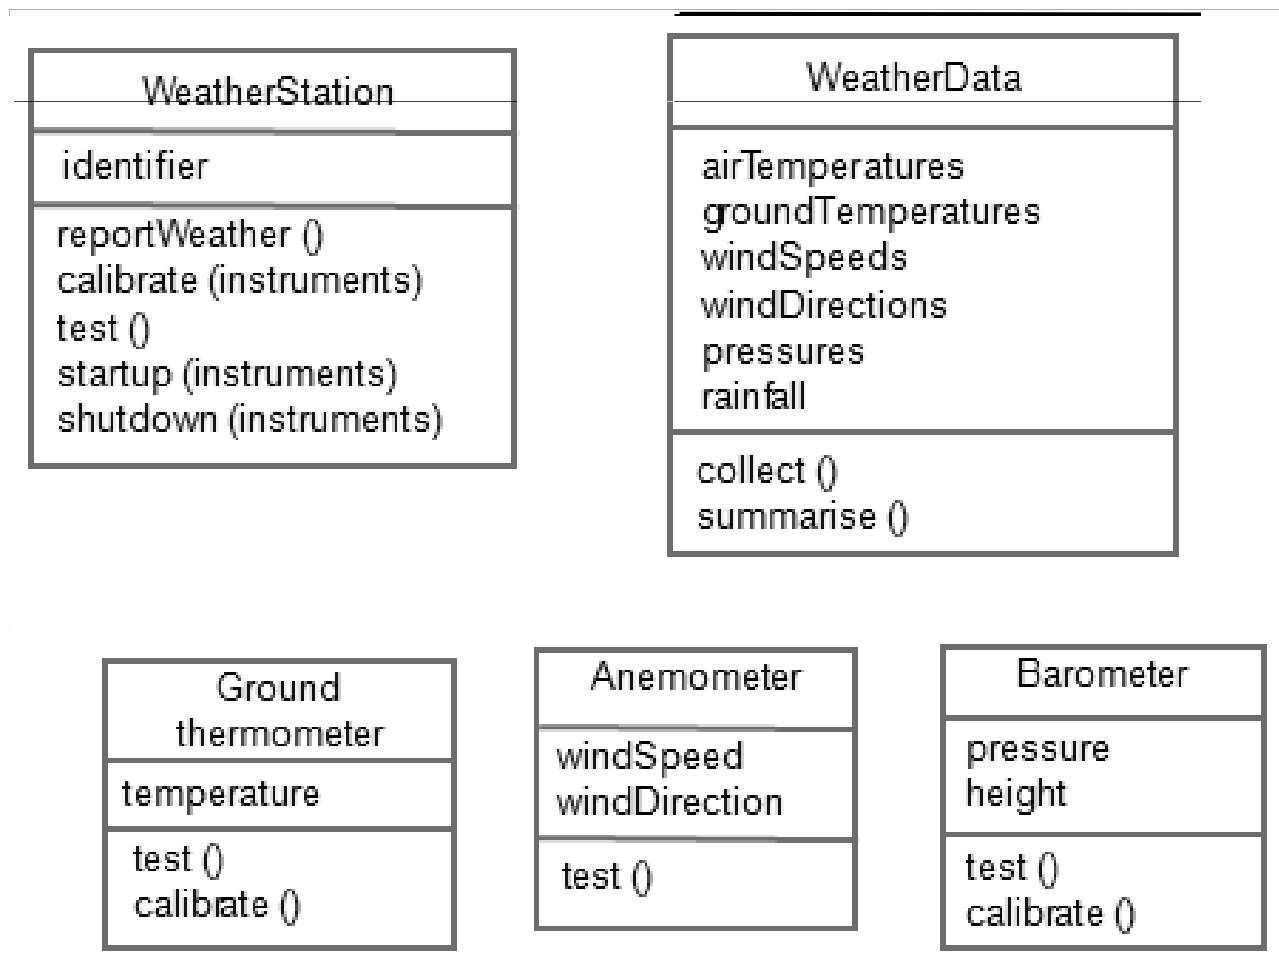 WeatherStation
identifier
reportWeather ()
calibrate (instruments)
test ()
startup (instruments)
shutdown (instruments)
WeatherData
airTemperatures
groundTemperatures
windSpeeds
windDirections
pressures
rainfall
collect ()
summarise ()
Ground
thermometer
temperature
test ()
calibrate ()
Anemometer
windSpeed
windDirection
test ()
Barometer
pressure
height
test ()
calibrate ()